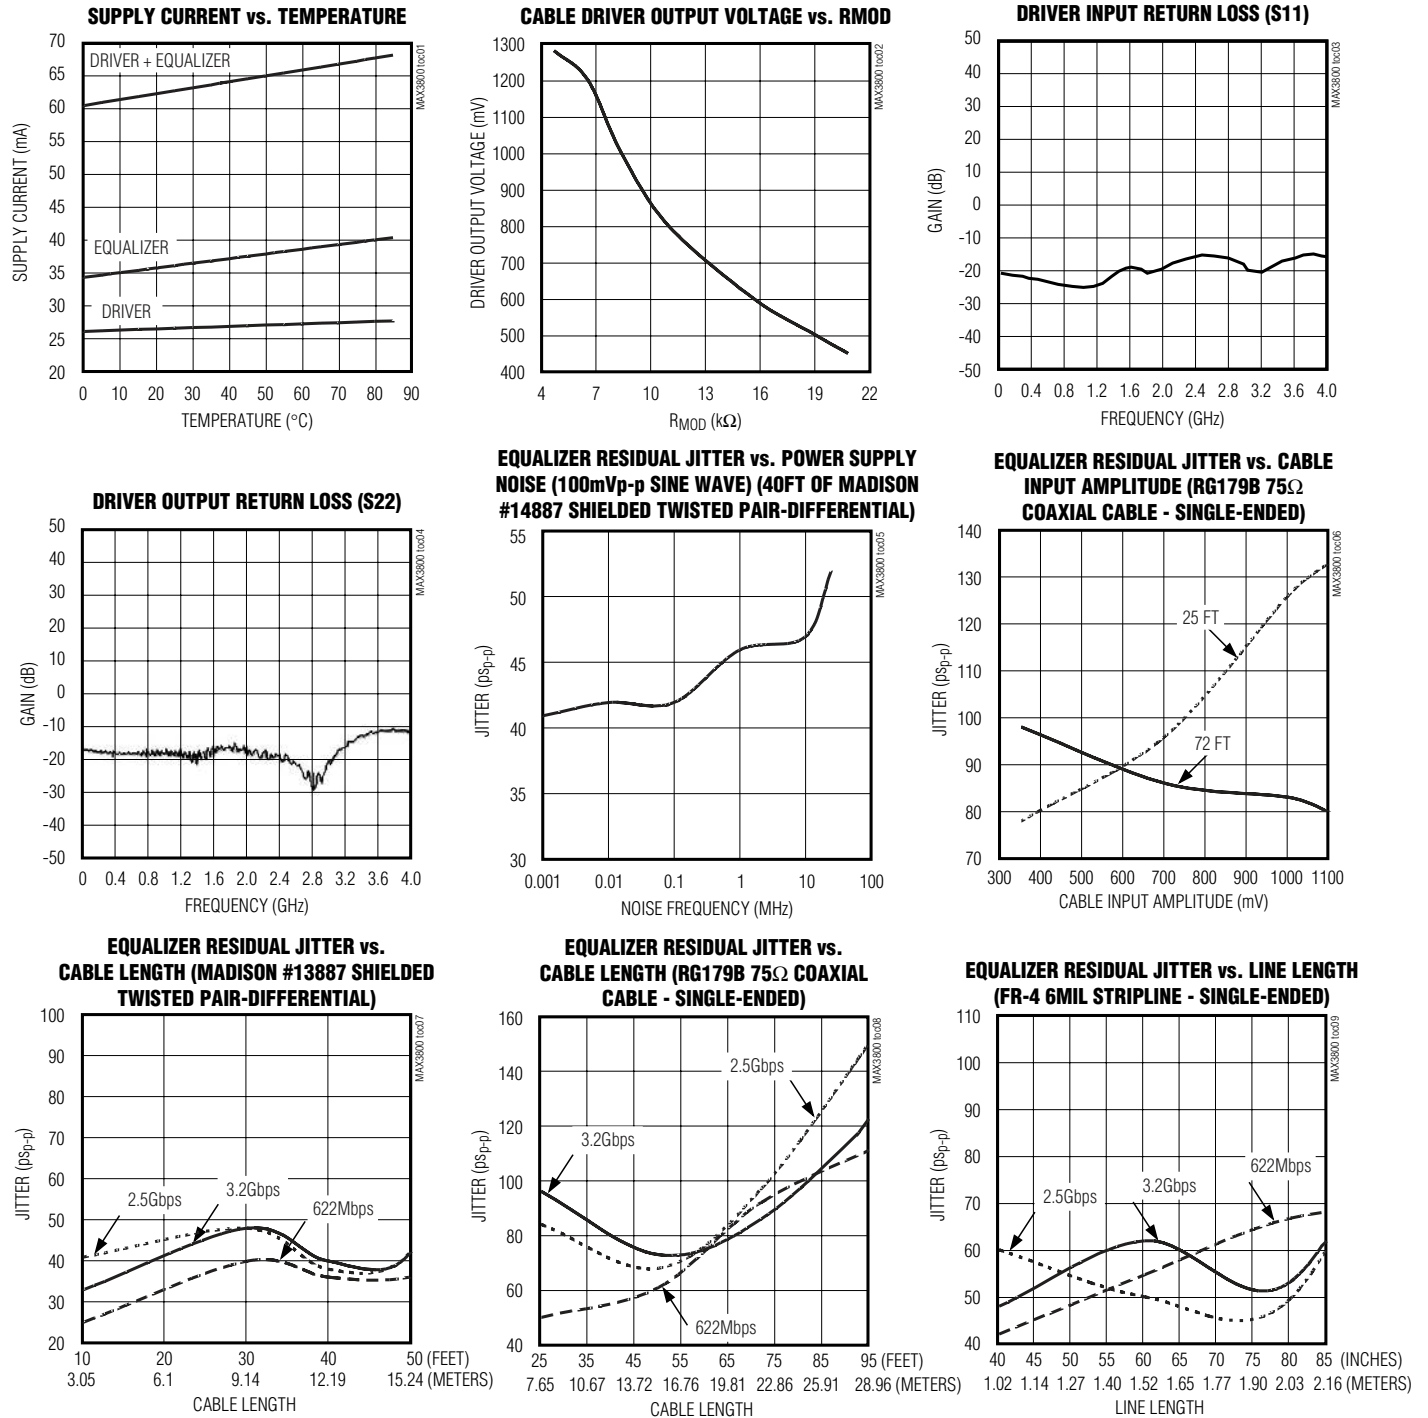 SUPPLY CURRENT vs. TEMPERATURE
MAX3800 toc01
SUPPLY CURRENT (mA)
70
65
60
55
50
45
40
35
30
25
20
DRIVER + EQUALIZER
EQUALIZER
DRIVER
0 10 20 30 40 50 60 70 80 90
TEMPERATURE (°C)
CABLE DRIVER OUTPUT VOLTAGE vs. RMOD
MAX3800 toc02
DRIVER OUTPUT VOLTAGE (mV)
1300
1200
1100
1000
900
800
700
600
500
400
4 7 10 13 16 19 22
RMOD (kΩ)
DRIVER INPUT RETURN LOSS (S11)
MAX3800 toc03
GAIN (dB)
50
40
30
20
10
0
-10
-20
-30
-40
-50
0 0.4 0.8 1.2 1.6 2.0 2.4 2.8 3.2 3.6 4.0
FREQUENCY (GHz)
DRIVER OUTPUT RETURN LOSS (S22)
MAX3800 toc04
GAIN (dB)
50
40
30
20
10
0
-10
-20
-30
-40
-50
0 0.4 0.8 1.2 1.6 2.0 2.4 2.8 3.2 3.6 4.0
FREQUENCY (GHz)
EQUALIZER RESIDUAL JITTER vs. POWER SUPPLY
NOISE (100mVp-p SINE WAVE) (40FT OF MADISON
#14887 SHIELDED TWISTED PAIR-DIFFERENTIAL)
MAX3800 toc05
JITTER (psp-p)
55
50
45
40
35
30
0.001 0.01 0.1 1 10 100
NOISE FREQUENCY (MHz)
EQUALIZER RESIDUAL JITTER vs. CABLE
INPUT AMPLITUDE (RG179B 75Ω
COAXIAL CABLE - SINGLE-ENDED)
MAX3800 toc06
JITTER (psp-p)
140
130
120
110
100
90
80
70
25 FT
72 FT
300 400 500 600 700 800 900 1000 1100
CABLE INPUT AMPLITUDE (mV)
EQUALIZER RESIDUAL JITTER vs.
CABLE LENGTH (MADISON #13887 SHIELDED
TWISTED PAIR-DIFFERENTIAL)
MAX3800 toc07
JITTER (psp-p)
100
90
80
70
60
50
40
30
20
2.5Gbps
3.2Gbps
622Mbps
10 20 30 40 50 (FEET)
3.05 6.1 9.14 12.19 15.24 (METERS)
CABLE LENGTH
EQUALIZER RESIDUAL JITTER vs.
CABLE LENGTH (RG179B 75Ω COAXIAL
CABLE - SINGLE-ENDED)
MAX3800 toc08
JITTER (psp-p)
160
140
120
100
80
60
40
2.5Gbps
3.2Gbps
622Mbps
25 35 45 55 65 75 85 95 (FEET)
7.65 10.67 13.72 16.76 19.81 22.86 25.91 28.96 (METERS)
CABLE LENGTH
EQUALIZER RESIDUAL JITTER vs. LINE LENGTH
(FR-4 6MIL STRIPLINE - SINGLE-ENDED)
MAX3800 toc09
JITTER (psp-p)
110
100
90
80
70
60
50
40
622Mbps
3.2Gbps
2.5Gbps
40 45 50 55 60 65 70 75 80 85 (INCHES)
1.02 1.14 1.27 1.40 1.52 1.65 1.77 1.90 2.03 2.16 (METERS)
LINE LENGTH